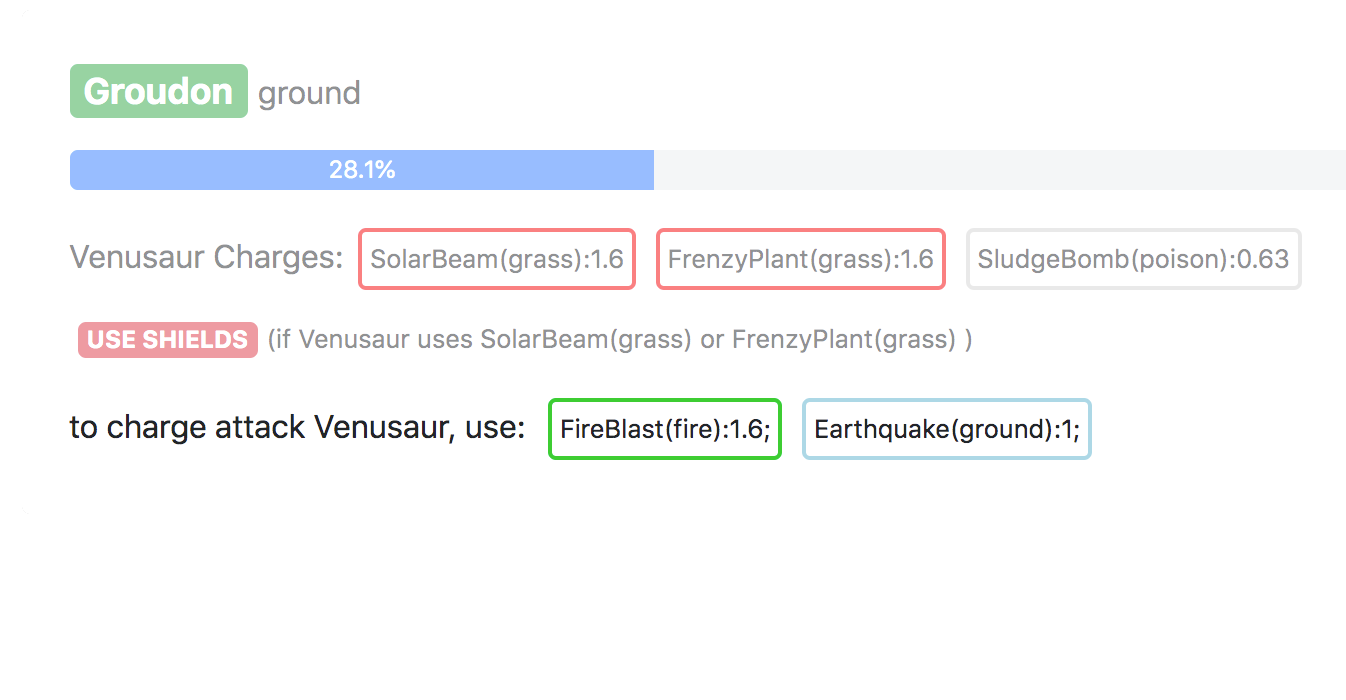 Groudon ground
28.1%
Venusaur Charges: SolarBeam(grass):1.6 FrenzyPlant(grass):1.6 SludgeBomb(poison):0.63
USE SHIELDS (if Venusaur uses SolarBeam(grass) or FrenzyPlant(grass) )
to charge attack Venusaur, use: FireBlast(fire):1.6; Earthquake(ground):1;